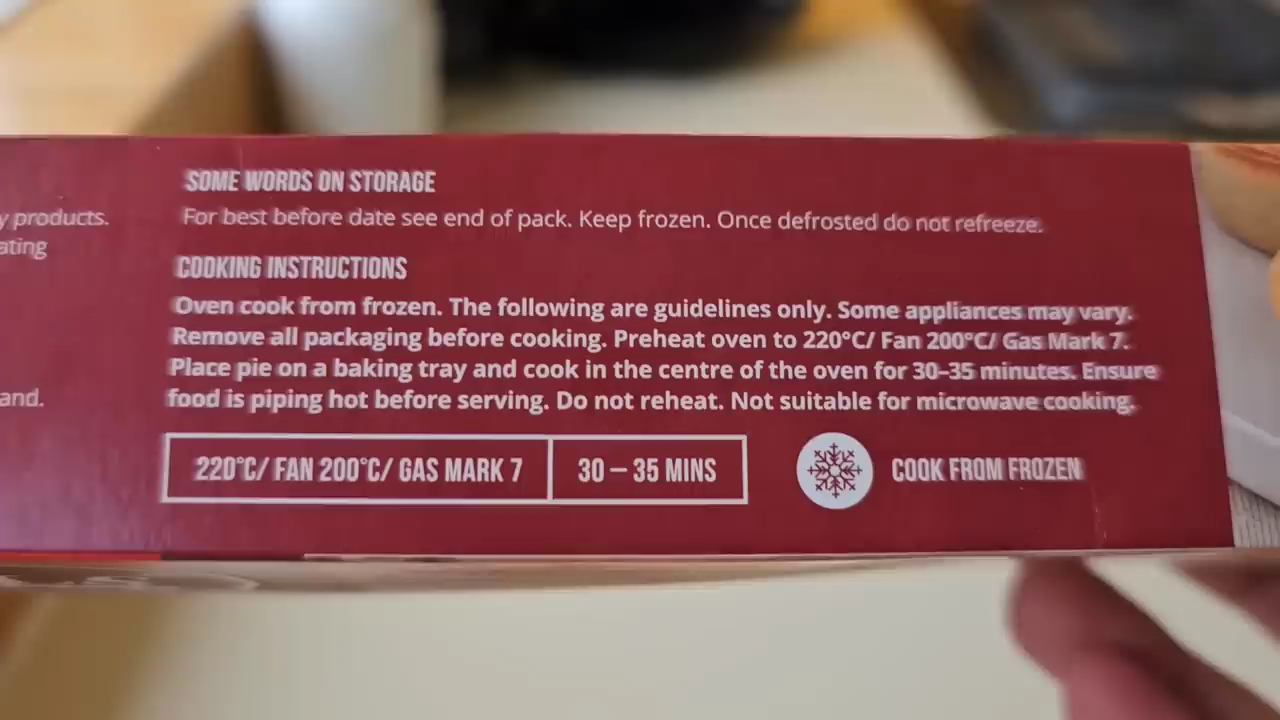 SOME WORDS ON STORAGE
y products.
For best before date see end of pack. Keep frozen. Once defrosted do not refreeze.
ating
COOKING INSTRUCTIONS
Oven cook from frozen. The following are guidelines only. Some appliances may vary.
Remove all packaging before cooking. Preheat oven to 220°C/ Fan 200°C/ Gas Mark 7.
Place pie on a baking tray and cook in the centre of the oven for 30–35 minutes. Ensure
and.
food is piping hot before serving. Do not reheat. Not suitable for microwave cooking.
220°C/ FAN 200°C/ GAS MARK 7
30 – 35 MINS
COOK FROM FROZEN